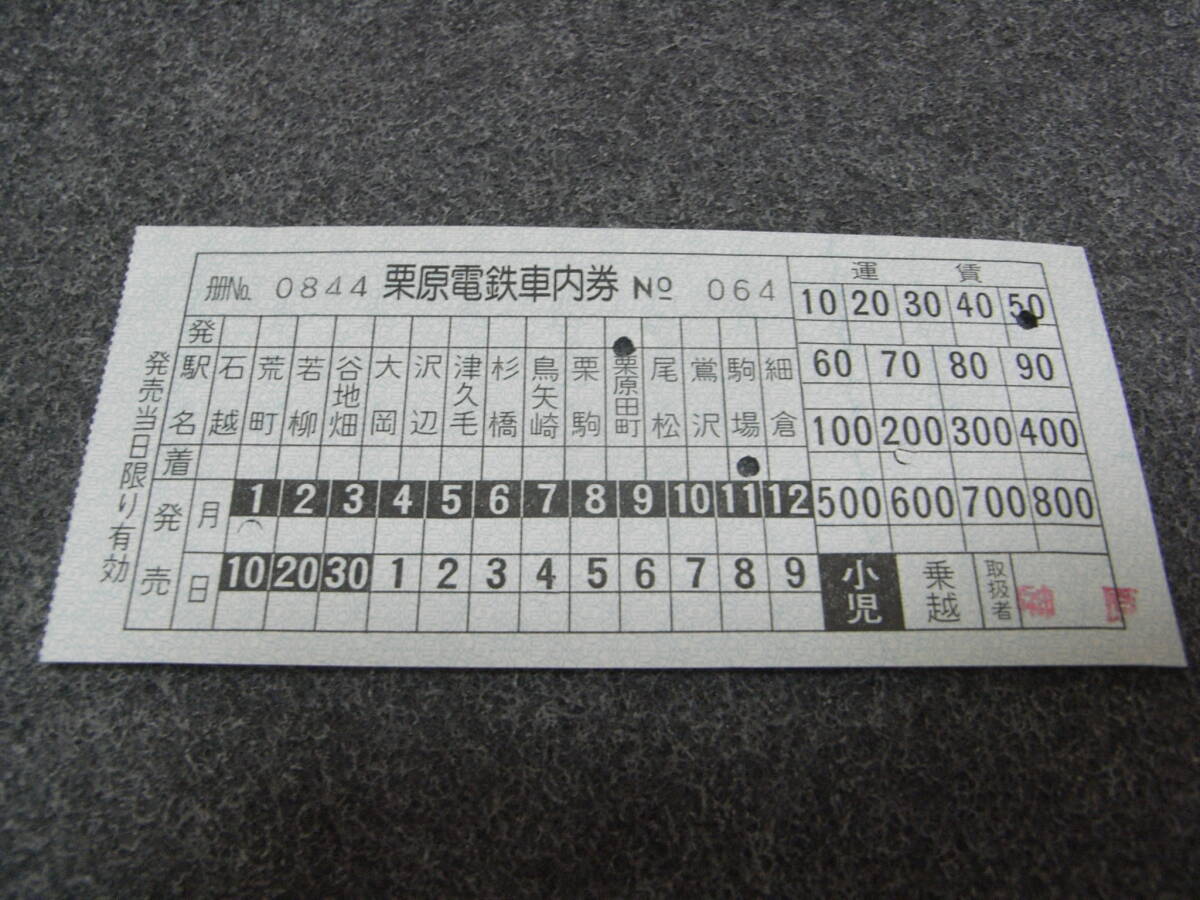 冊No. 0844 栗原電鉄車内券 No 064
発
駅名
石越
荒町
若柳
谷地畑
大岡
沢辺
津久毛
杉橋
鳥矢崎
栗駒
栗原田町
尾松
鶯沢
駒場
細倉
着
発売
月 1 2 3 4 5 6 7 8 9 10 11 12
日 10 20 30 1 2 3 4 5 6 7 8 9
運賃
10 20 30 40 50
60 70 80 90
100 200 300 400
500 600 700 800
小児
乗越
取扱者
発売当日限り有効